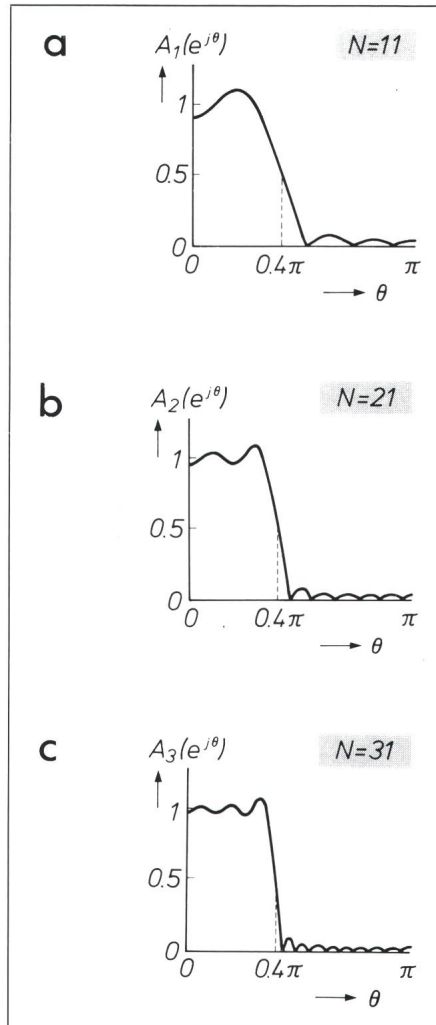 a
A₁(e^{jθ})
N=11
1
0.5
0
0 0.4π π
→ θ
b
A₂(e^{jθ})
N=21
1
0.5
0
0 0.4π π
→ θ
c
A₃(e^{jθ})
N=31
1
0.5
0
0 0.4π π
→ θ